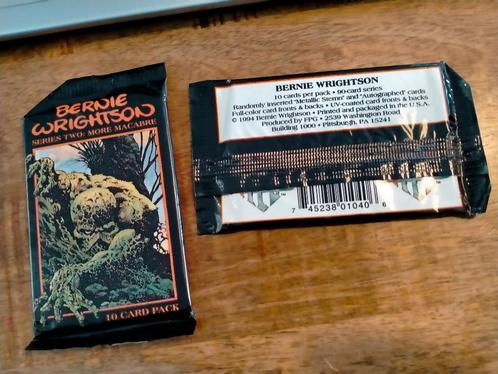 BERNIE
WRIGHTSON
SERIES TWO: MORE MACABRE
10 CARD PACK
BERNIE WRIGHTSON
10 cards per pack • 90-card series
Randomly inserted 'Metallic Storm' and 'Autographed' cards
Full-color card fronts & backs • UV-coated card fronts & backs
© 1994 Bernie Wrightson • Printed and packaged in the U.S.A.
Produced by FPG • 2539 Washington Road
Building 1000 • Pittsburgh, PA 15241
7 45238 01040 6